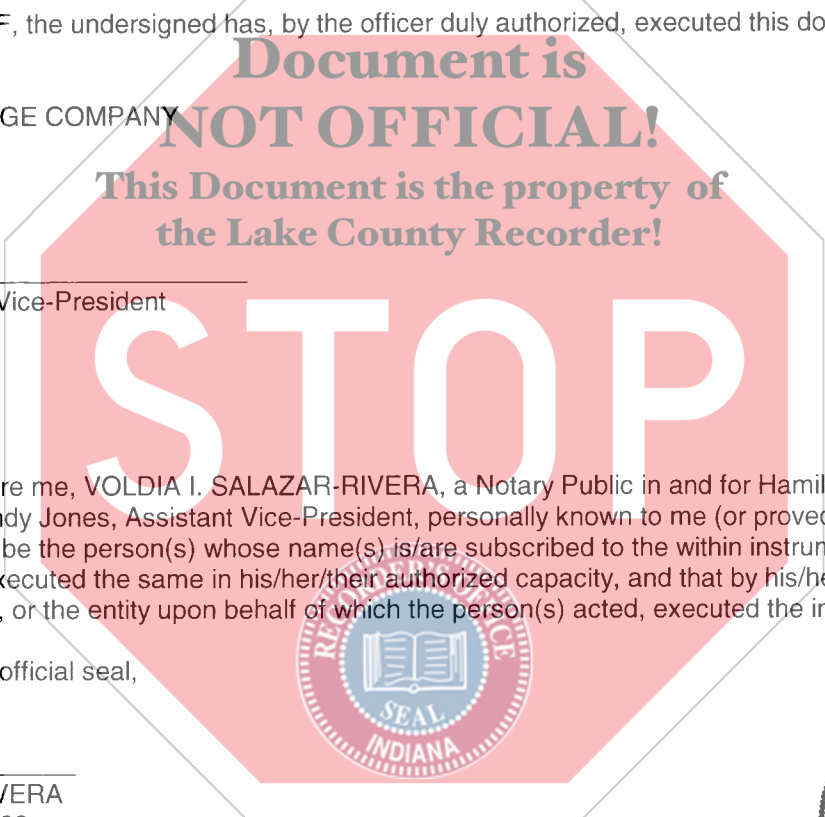 F, the undersigned has, by the officer duly authorized, executed this do
Document is
GE COMPANY
NOT OFFICIAL!
This Document is the property of
the Lake County Recorder!
Vice-President
STOP
re me, VOLDIA I. SALAZAR-RIVERA, a Notary Public in and for Hamil
ndy Jones, Assistant Vice-President, personally known to me (or proved
be the person(s) whose name(s) is/are subscribed to the within instrun
xecuted the same in his/her/their authorized capacity, and that by his/he
, or the entity upon behalf of which the person(s) acted, executed the in
RECORDER'S OFFICE
official seal,
SEAL
INDIANA
VERA